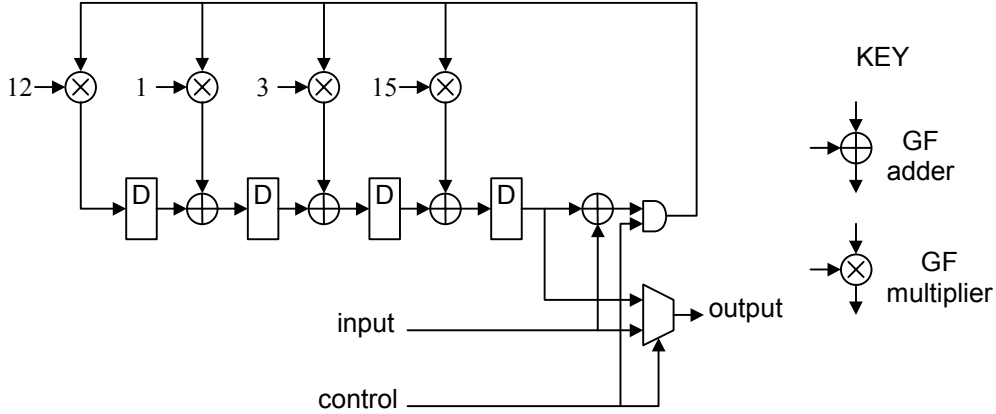 KEY
12
1
3
15
GF
adder
D
D
D
D
GF
multiplier
input
output
control